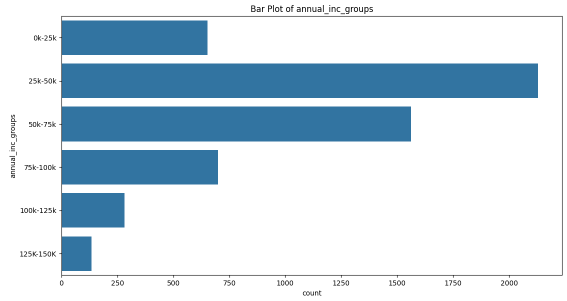 Bar Plot of annual_inc_groups
annual_inc_groups
0k-25k
25k-50k
50k-75k
75k-100k
100k-125k
125K-150K
0 250 500 750 1000 1250 1500 1750 2000
count